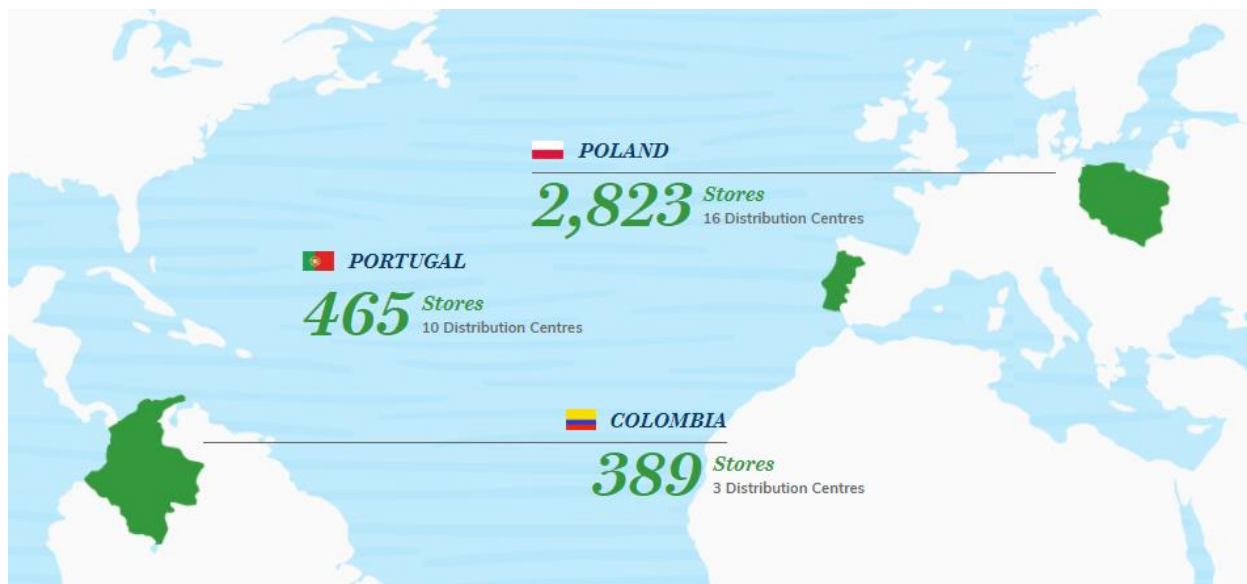 POLAND
2,823 Stores
16 Distribution Centres
PORTUGAL
465 Stores
10 Distribution Centres
COLOMBIA
389 Stores
3 Distribution Centres